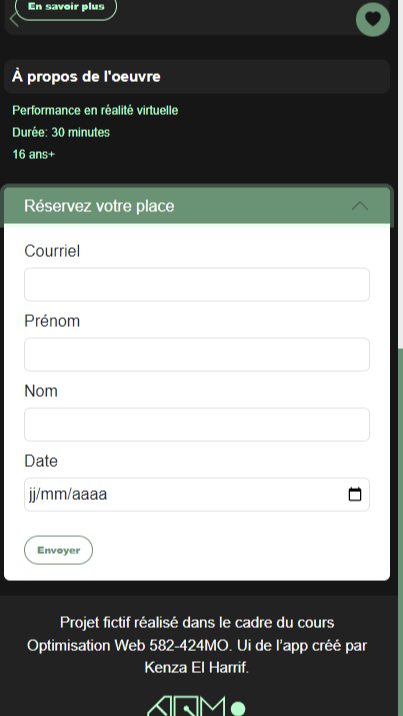 En savoir plus
À propos de l'oeuvre
Performance en réalité virtuelle
Durée: 30 minutes
16 ans+
Réservez votre place
Courriel
Prénom
Nom
Date
jj/mm/aaaa
Envoyer
Projet fictif réalisé dans le cadre du cours
Optimisation Web 582-424MO. Ui de l'app créé par
Kenza El Harrif.